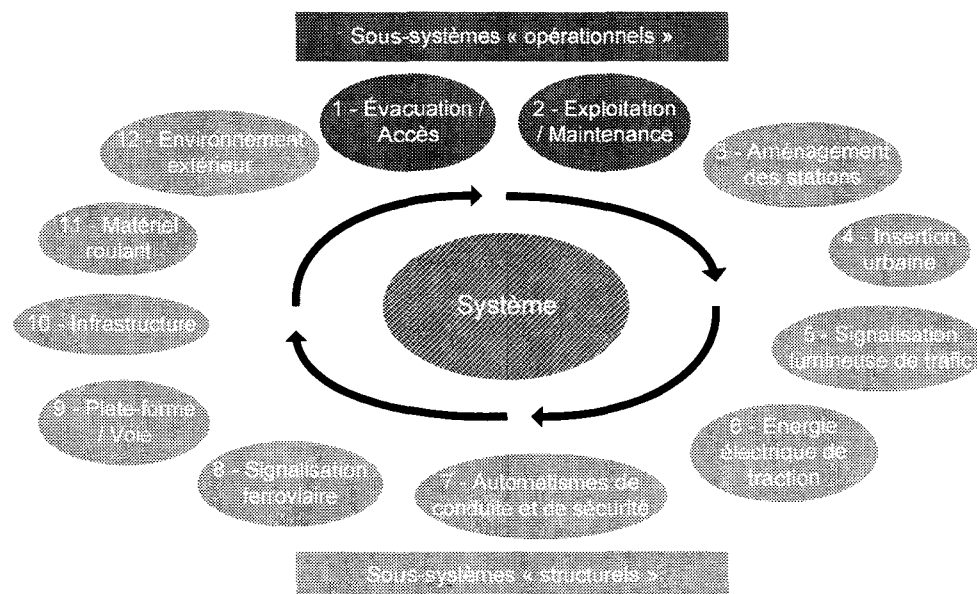 Sous-systèmes « opérationnels »
1 - Évacuation /
Accès
2 - Exploitation
/ Maintenance
3 - Aménagement
des stations
4 - Insertion
urbaine
5 - Signalisation
lumineuse de trafic
6 - Energie
électrique de
traction
7 - Automatismes de
conduite et de sécurité
8 - Signalisation
ferroviaire
9 - Plate-forme
/ Voie
10 - Infrastructure
11 - Matériel
roulant
12 - Environnement
extérieur
Système
Sous-systèmes « structurels »